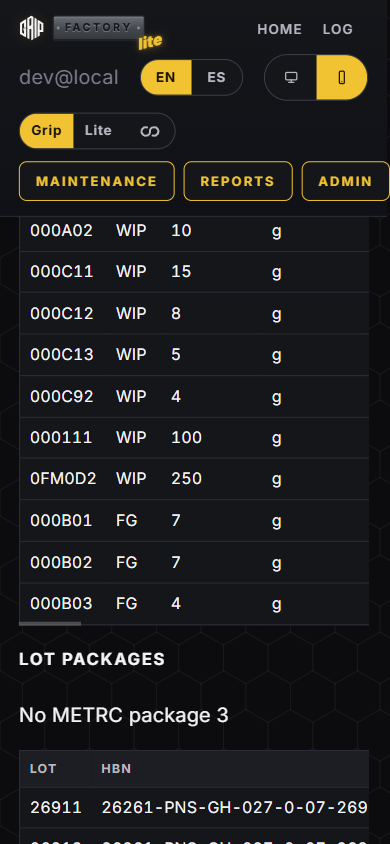 GRIP FACTORY lite HOME LOG
dev@local EN ES
Grip Lite
MAINTENANCE REPORTS ADMIN
000A02 WIP 10 g
000C11 WIP 15 g
000C12 WIP 8 g
000C13 WIP 5 g
000C92 WIP 4 g
000111 WIP 100 g
0FM0D2 WIP 250 g
000B01 FG 7 g
000B02 FG 7 g
000B03 FG 4 g
LOT PACKAGES
No METRC package 3
LOT HBN
26911 26261-PNS-GH-027-0-07-269